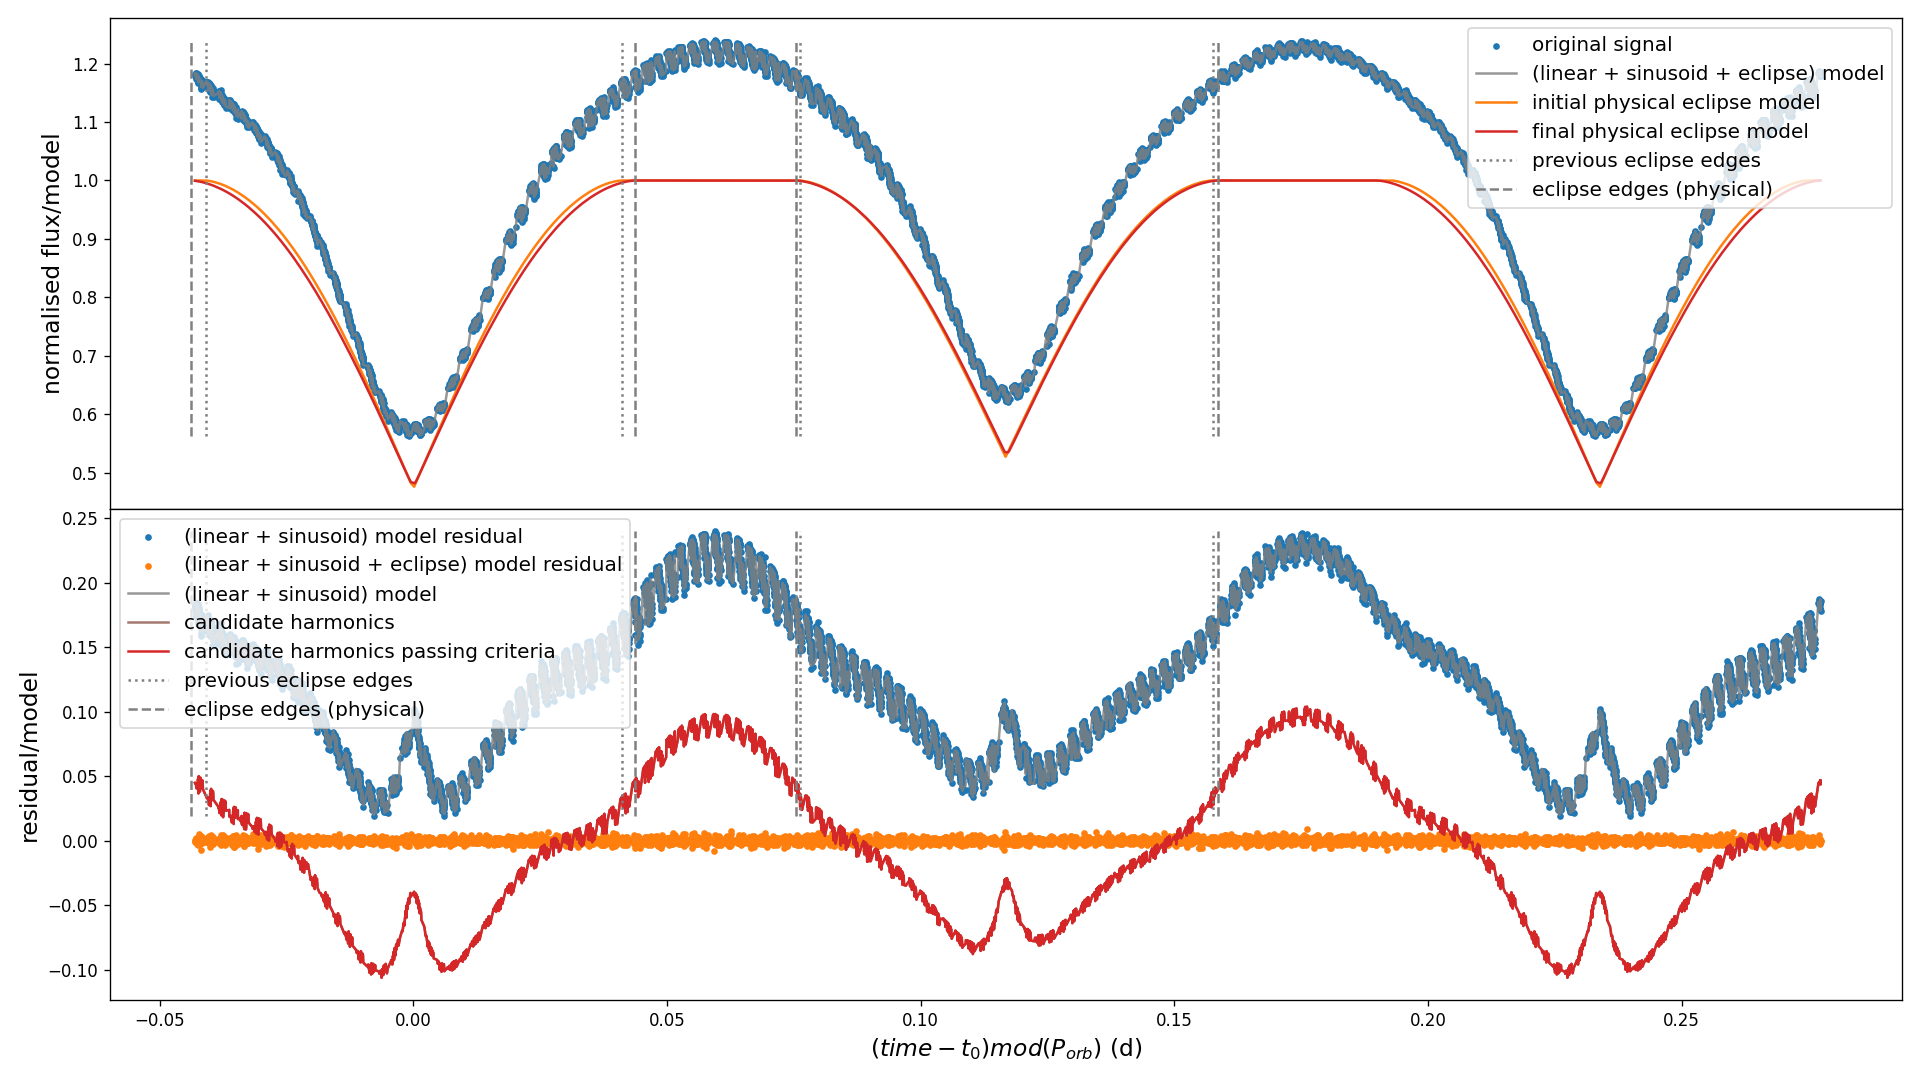 normalised flux/model
1.2
1.1
1.0
0.9
0.8
0.7
0.6
0.5
original signal
(linear + sinusoid + eclipse) model
initial physical eclipse model
final physical eclipse model
previous eclipse edges
eclipse edges (physical)
residual/model
0.25
0.20
0.15
0.10
0.05
0.00
−0.05
−0.10
(linear + sinusoid) model residual
(linear + sinusoid + eclipse) model residual
(linear + sinusoid) model
candidate harmonics
candidate harmonics passing criteria
previous eclipse edges
eclipse edges (physical)
−0.05 0.00 0.05 0.10 0.15 0.20 0.25
(time − t₀)mod(Pₒᵣb) (d)